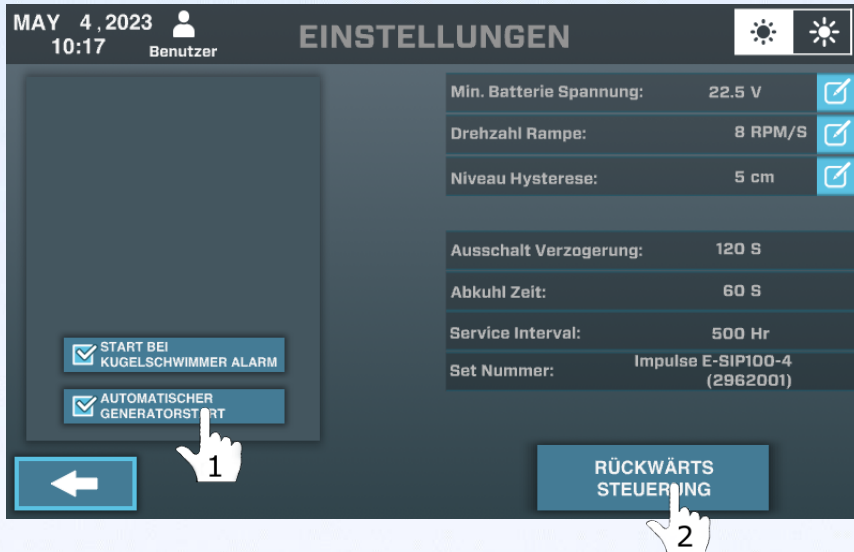 MAY 4,2023
10:17
Benutzer
EINSTELLUNGEN
Min. Batterie Spannung: 22.5 V
Drehzahl Rampe: 8 RPM/S
Niveau Hysterese: 5 cm
Ausschalt Verzogerung: 120 S
Abkuhl Zeit: 60 S
Service Interval: 500 Hr
Set Nummer: Impulse E-SIP100-4
(2962001)
START BEI
KUGELSCHWIMMER ALARM
AUTOMATISCHER
GENERATORSTART
1
RÜCKWÄRTS
STEUERUNG
2